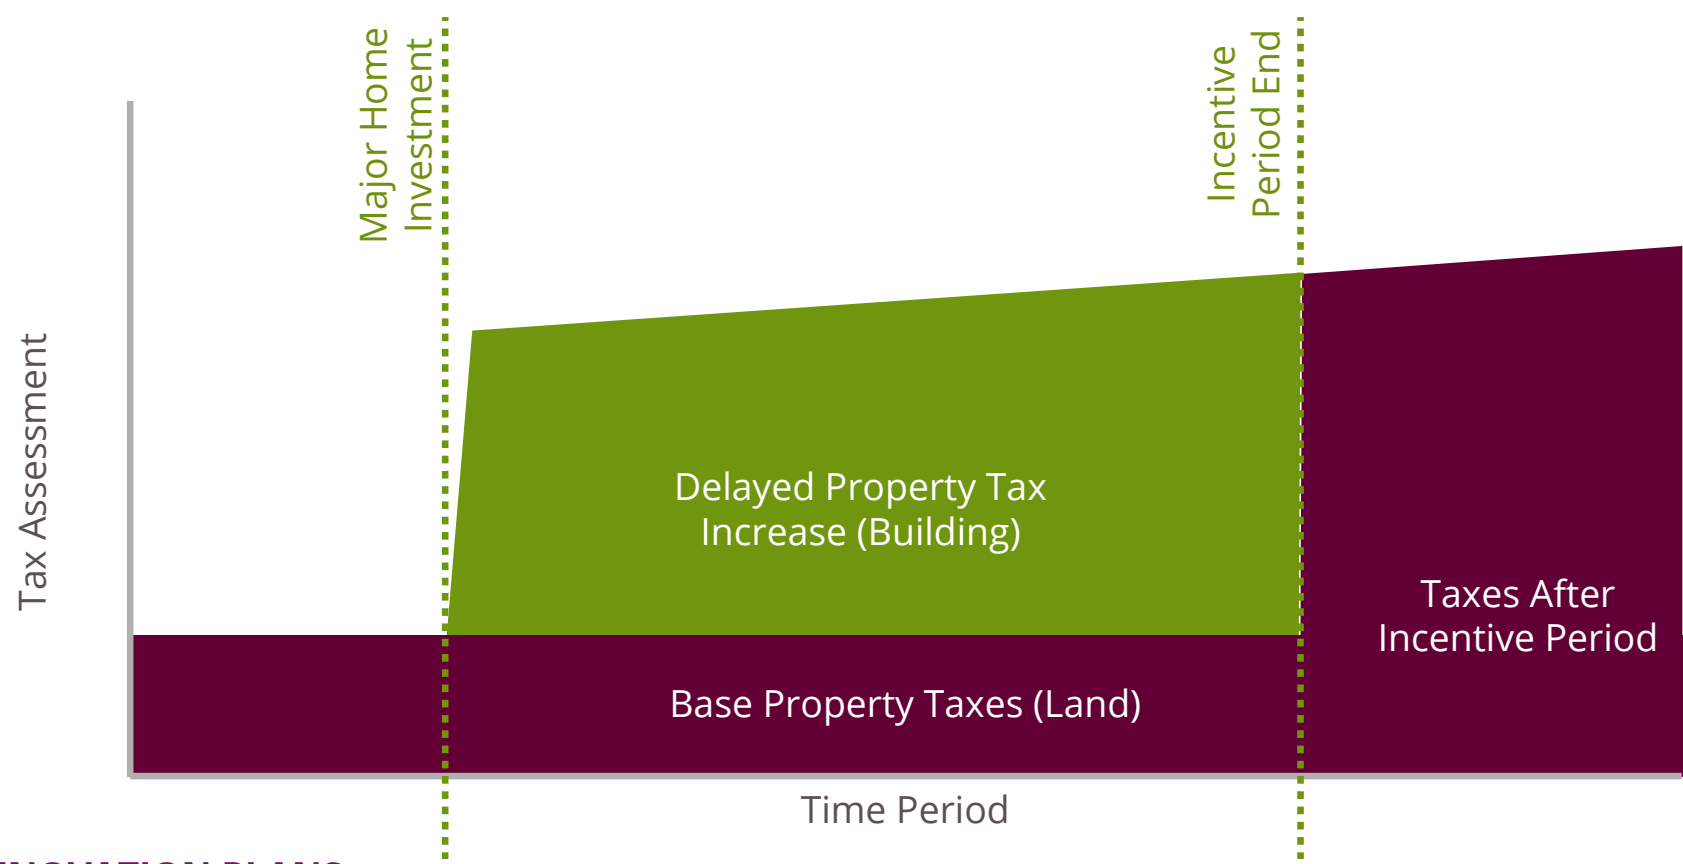 Major Home
Investment
Incentive
Period End
Tax Assessment
Delayed Property Tax
Increase (Building)
Taxes After
Incentive Period
Base Property Taxes (Land)
Time Period
PLANS